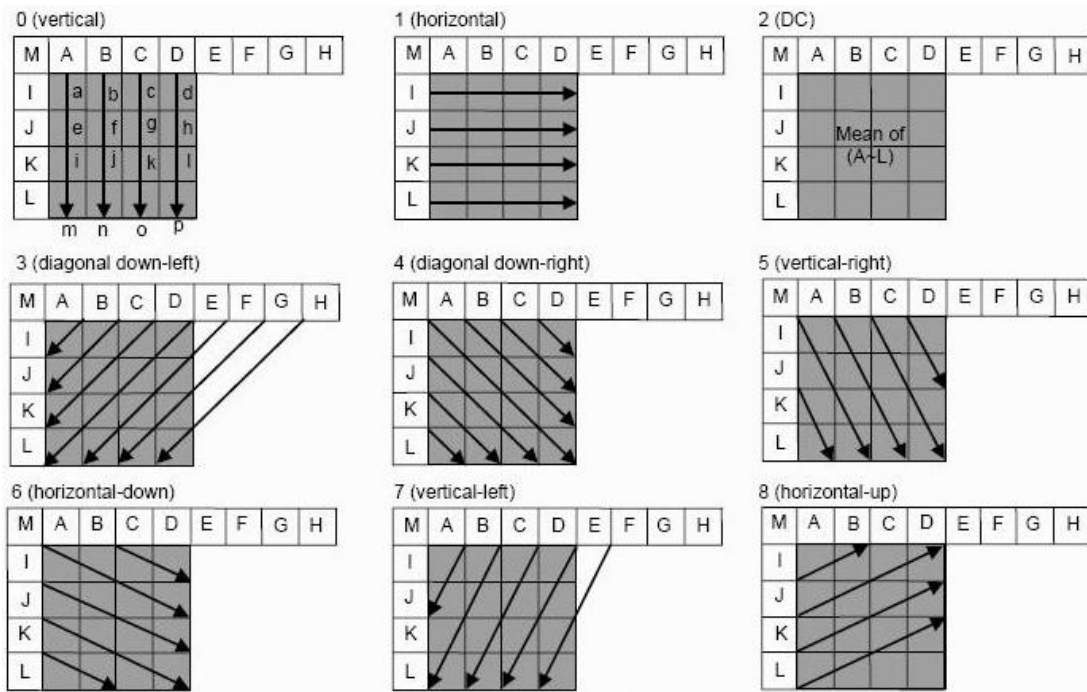 0 (vertical)
1 (horizontal)
2 (DC)
M A B C D E F G H
M A B C D E F G H
M A B C D E F G H
I a b c d
I
I
J e f g h
J
J
Mean of
K i j k l
K
K
(A~L)
L
L
L
m n o p
3 (diagonal down-left)
4 (diagonal down-right)
5 (vertical-right)
M A B C D E F G H
M A B C D E F G H
M A B C D E F G H
I
I
I
J
J
J
K
K
K
L
L
L
6 (horizontal-down)
7 (vertical-left)
8 (horizontal-up)
M A B C D E F G H
M A B C D E F G H
M A B C D E F G H
I
I
I
J
J
J
K
K
K
L
L
L